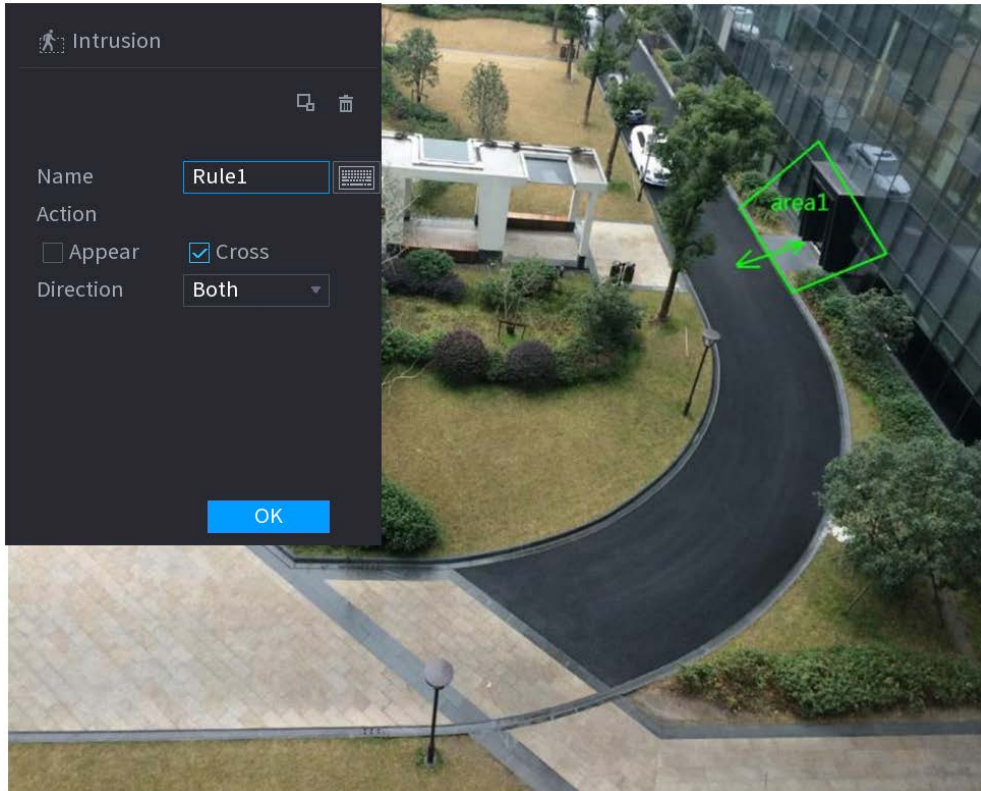 Intrusion
Name Rule1
Action
Appear Cross
Direction Both
OK
area1